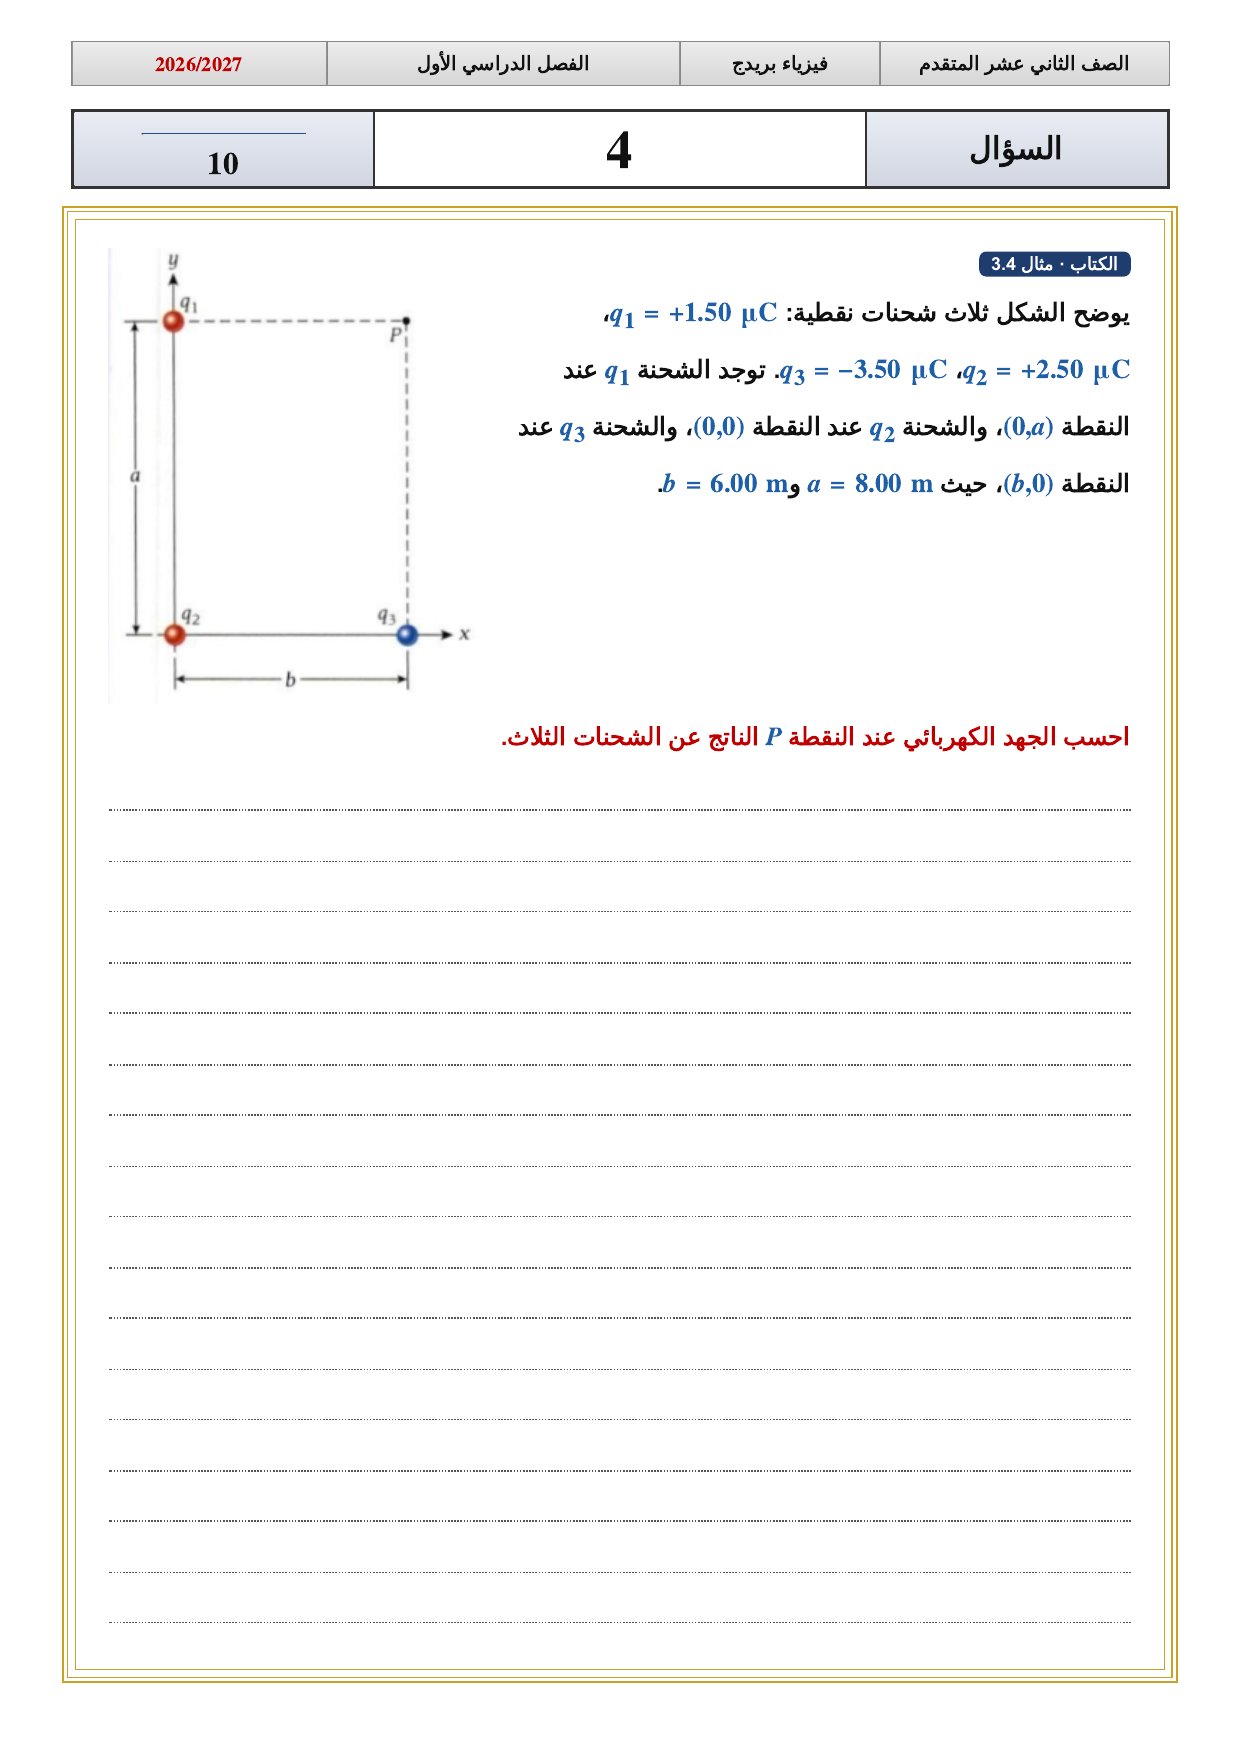 الصف الثاني عشر المتقدم
فيزياء بريدج
الفصل الدراسي الأول
2026/2027
السؤال
4
10
الكتاب · مثال 3.4
يوضح الشكل ثلاث شحنات نقطية: q1 = +1.50 µC،
q2 = +2.50 µC، q3 = −3.50 µC. توجد الشحنة q1 عند
النقطة (0,a)، والشحنة q2 عند النقطة (0,0)، والشحنة q3 عند
النقطة (b,0)، حيث a = 8.00 m وb = 6.00 m.
y
q1
P
a
q2
q3
x
b
احسب الجهد الكهربائي عند النقطة P الناتج عن الشحنات الثلاث.